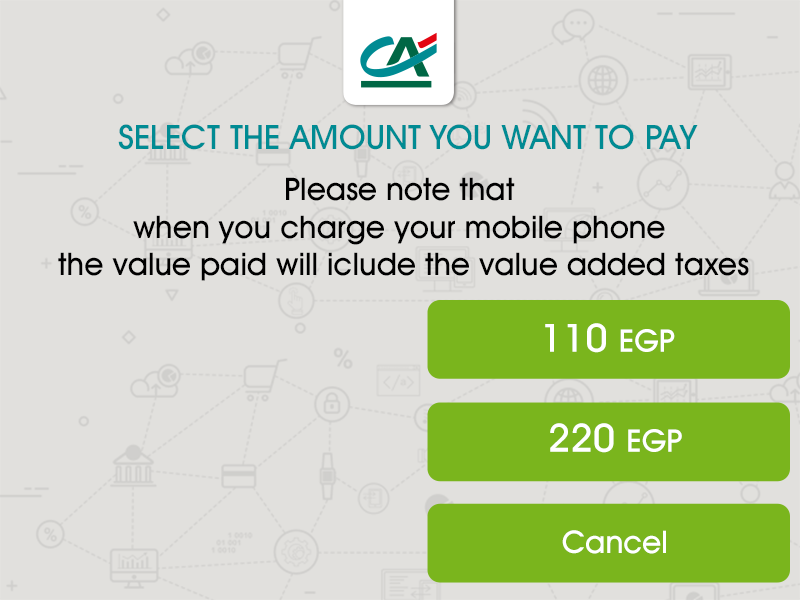 CA
SELECT THE AMOUNT YOU WANT TO PAY
Please note that
when you charge your mobile phone
the value paid will iclude the value added taxes
110 EGP
220 EGP
Cancel